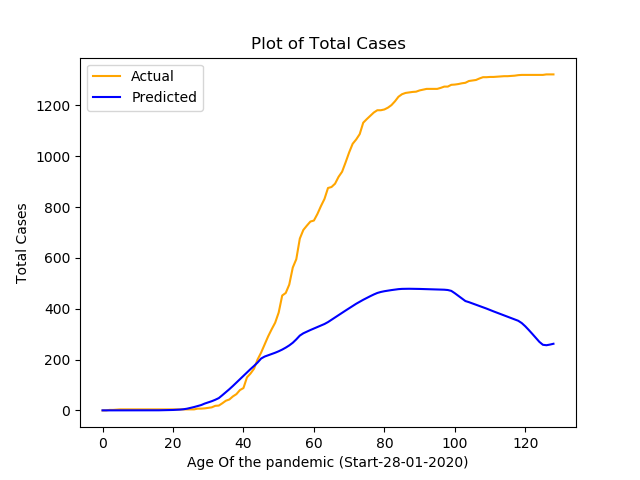 Plot of Total Cases
Actual
Predicted
Total Cases
1200
1000
800
600
400
200
0
0 20 40 60 80 100 120
Age Of the pandemic (Start-28-01-2020)